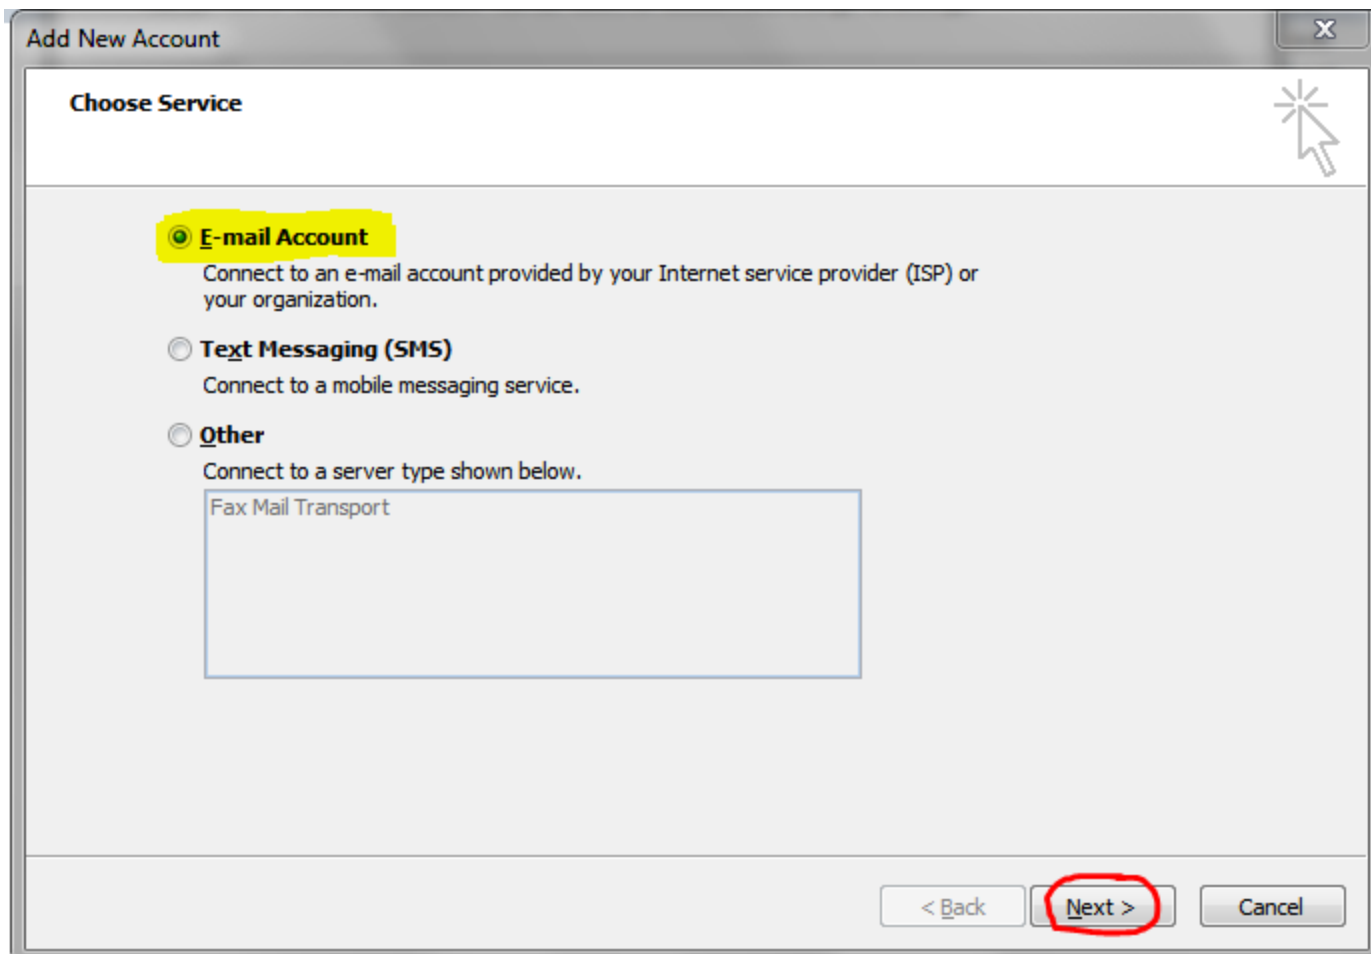 Add New Account
X
Choose Service
E-mail Account
Connect to an e-mail account provided by your Internet service provider (ISP) or
your organization.
Text Messaging (SMS)
Connect to a mobile messaging service.
Other
Connect to a server type shown below.
Fax Mail Transport
< Back Next > Cancel